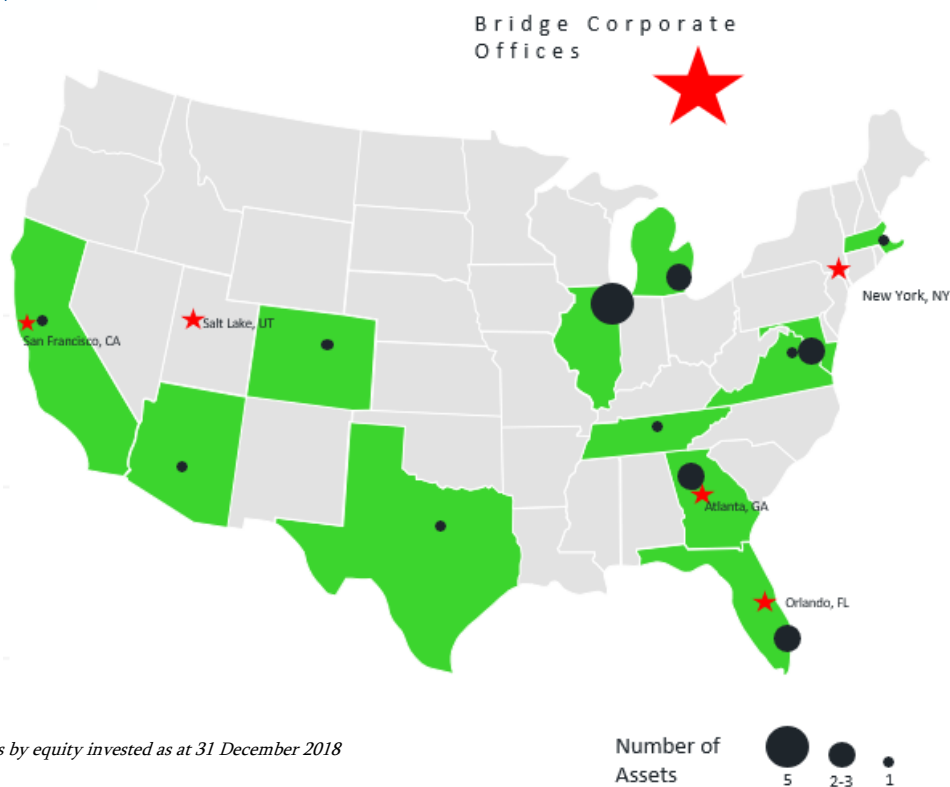 Bridge Corporate
Offices
New York, NY
Salt Lake, UT
San Francisco, CA
Atlanta, GA
Orlando, FL
s by equity invested as at 31 December 2018
Number of
Assets
5
2-3
1